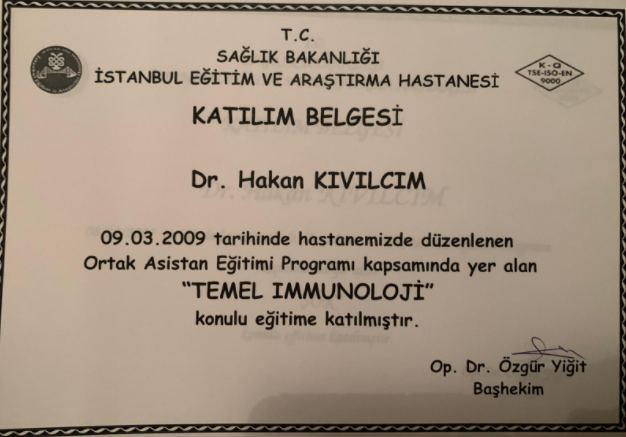 T.C.
SAĞLIK BAKANLIĞI
İSTANBUL EĞİTİM VE ARAŞTIRMA HASTANESİ
K-Q
TSE-ISO-EN
9000
KATILIM BELGESİ
Dr. Hakan KIVILCIM
09.03.2009 tarihinde hastanemizde düzenlenen
Ortak Asistan Eğitimi Programı kapsamında yer alan
“TEMEL IMMUNOLOJİ”
konulu eğitime katılmıştır.
Op. Dr. Özgür Yiğit
Başhekim